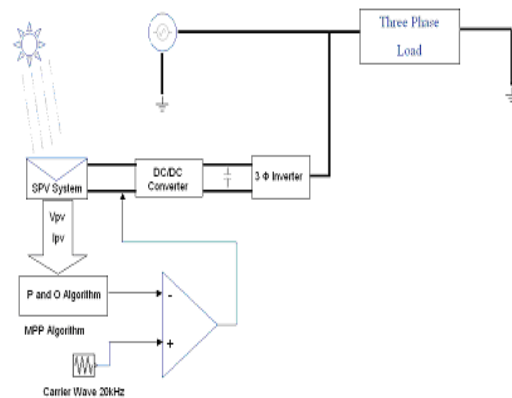 Three Phase
Load
SPV System
DC/DC
Converter
3 Φ Inverter
Vpv
Ipv
P and O Algorithm
-
MPP Algorithm
+
Carrier Wave 20kHz